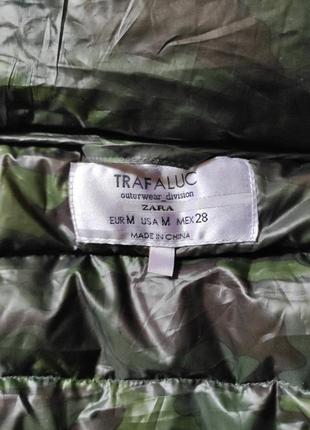 TRAFALUC
outerwear_division
ZARA
EUR M USA M MEX 28
MADE IN CHINA